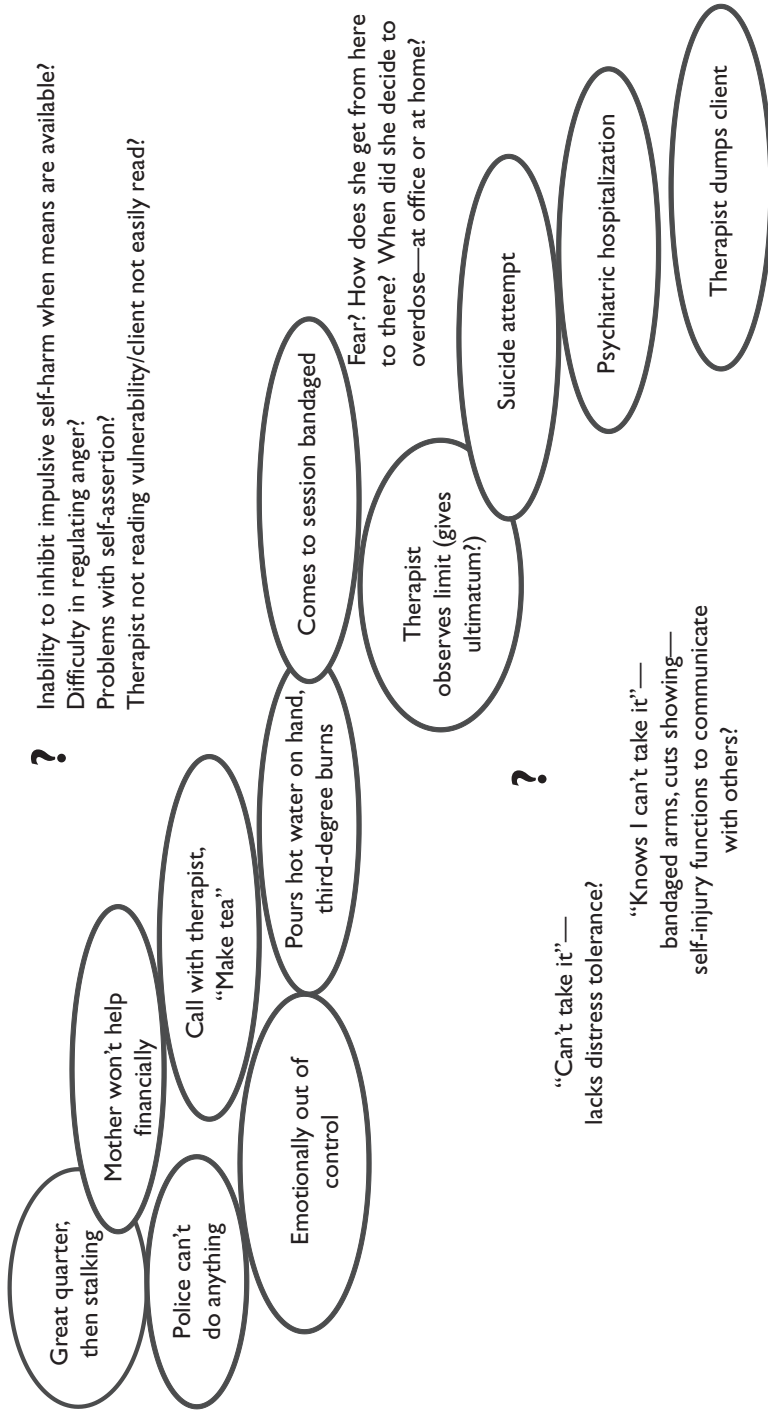 ?
Inability to inhibit impulsive self-harm when means are available?
Difficulty in regulating anger?
Problems with self-assertion?
Therapist not reading vulnerability/client not easily read?
Great quarter,
then stalking
Mother won't help
financially
Police can't
do anything
Call with therapist,
“Make tea”
Emotionally out of
control
Pours hot water on hand,
third-degree burns
Comes to session bandaged
Fear? How does she get from here
to there? When did she decide to
overdose—at office or at home?
Therapist
observes limit (gives
ultimatum?)
Suicide attempt
Psychiatric hospitalization
Therapist dumps client
?
“Can't take it”—
lacks distress tolerance?
“Knows I can't take it”—
bandaged arms, cuts showing—
self-injury functions to communicate
with others?